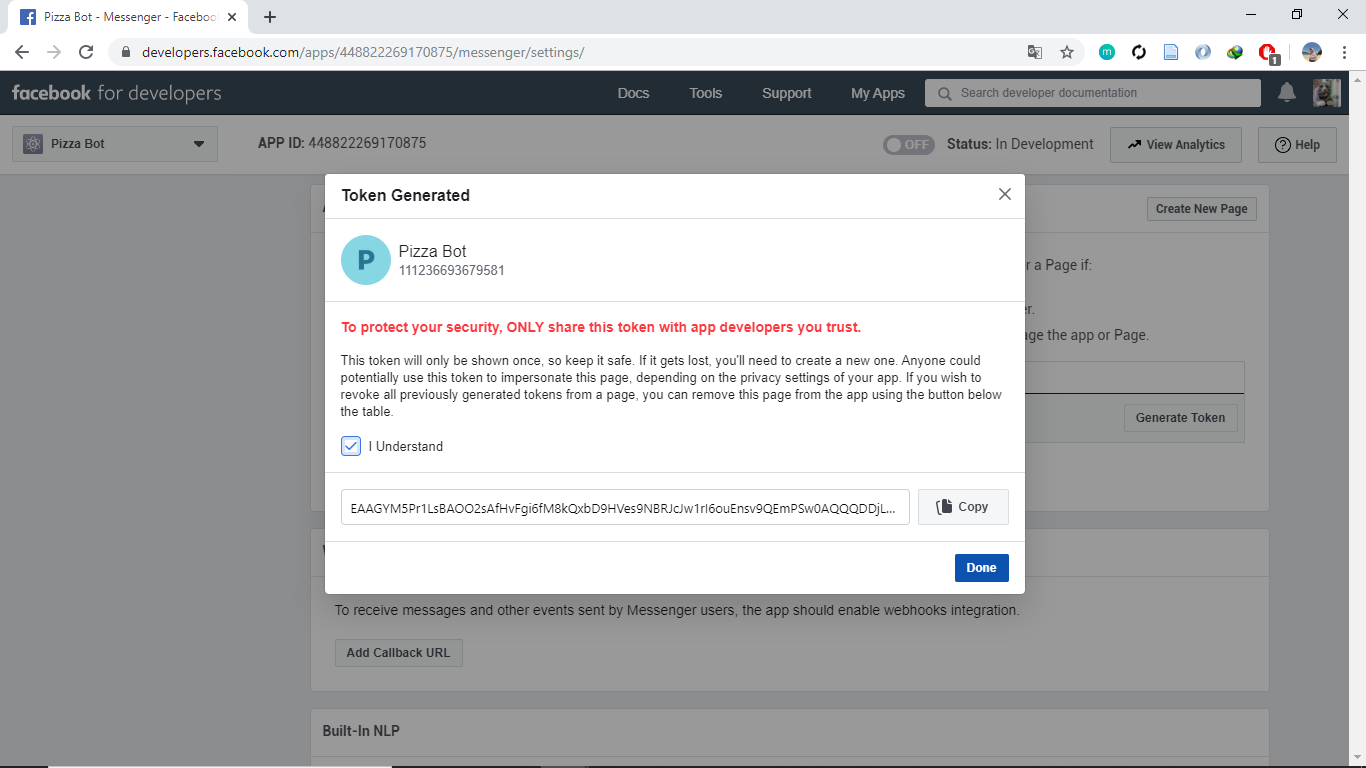 Pizza Bot - Messenger - Faceboo
developers.facebook.com/apps/448822269170875/messenger/settings/
1
facebook for developers
Docs
Tools
Support
My Apps
Search developer documentation
Pizza Bot
APP ID: 448822269170875
OFF
Status: In Development
View Analytics
Help
Token Generated
Create New Page
Pizza Bot
111236693679581
r a Page if:
er.
age the app or Page.
To protect your security, ONLY share this token with app developers you trust.
This token will only be shown once, so keep it safe. If it gets lost, you'll need to create a new one. Anyone could
potentially use this token to impersonate this page, depending on the privacy settings of your app. If you wish to
revoke all previously generated tokens from a page, you can remove this page from the app using the button below
the table.
Generate Token
I Understand
EAAGYM5Pr1LsBAOO2sAfHvFgi6fM8kQxbD9HVes9NBRJcJw1rI6ouEnsv9QEmPSw0AQQQDDjL...
Copy
Done
To receive messages and other events sent by Messenger users, the app should enable webhooks integration.
Add Callback URL
Built-In NLP